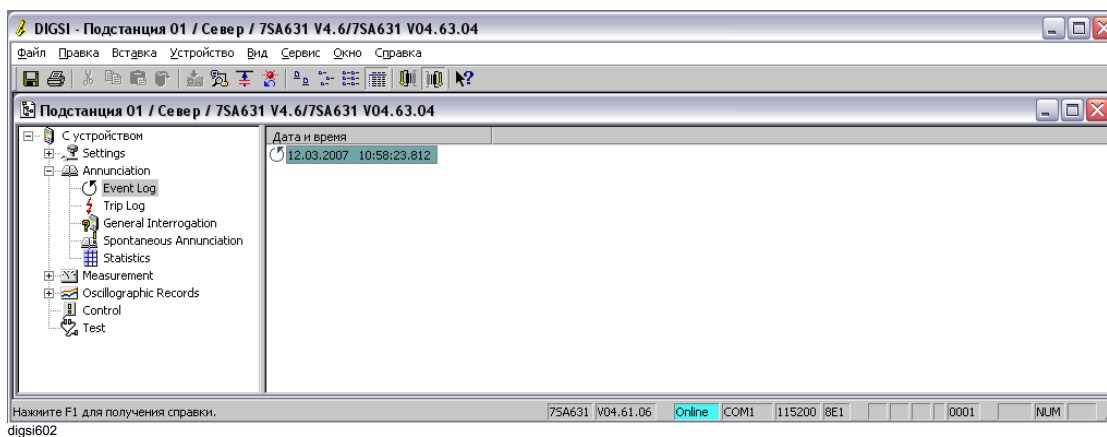 DIGSI - Подстанция 01 / Север / 7SA631 V4.6/7SA631 V04.63.04
Файл Правка Вставка Устройство Вид Сервис Окно Справка
Подстанция 01 / Север / 7SA631 V4.6/7SA631 V04.63.04
С устройством
Settings
Annunciation
Event Log
Trip Log
General Interrogation
Spontaneous Annunciation
Statistics
Measurement
Oscillographic Records
Control
Test
Дата и время
12.03.2007 10:58:23.812
Нажмите F1 для получения справки. 7SA631 V04.61.06 Online COM1 115200 8E1 0001 NUM
digsi602